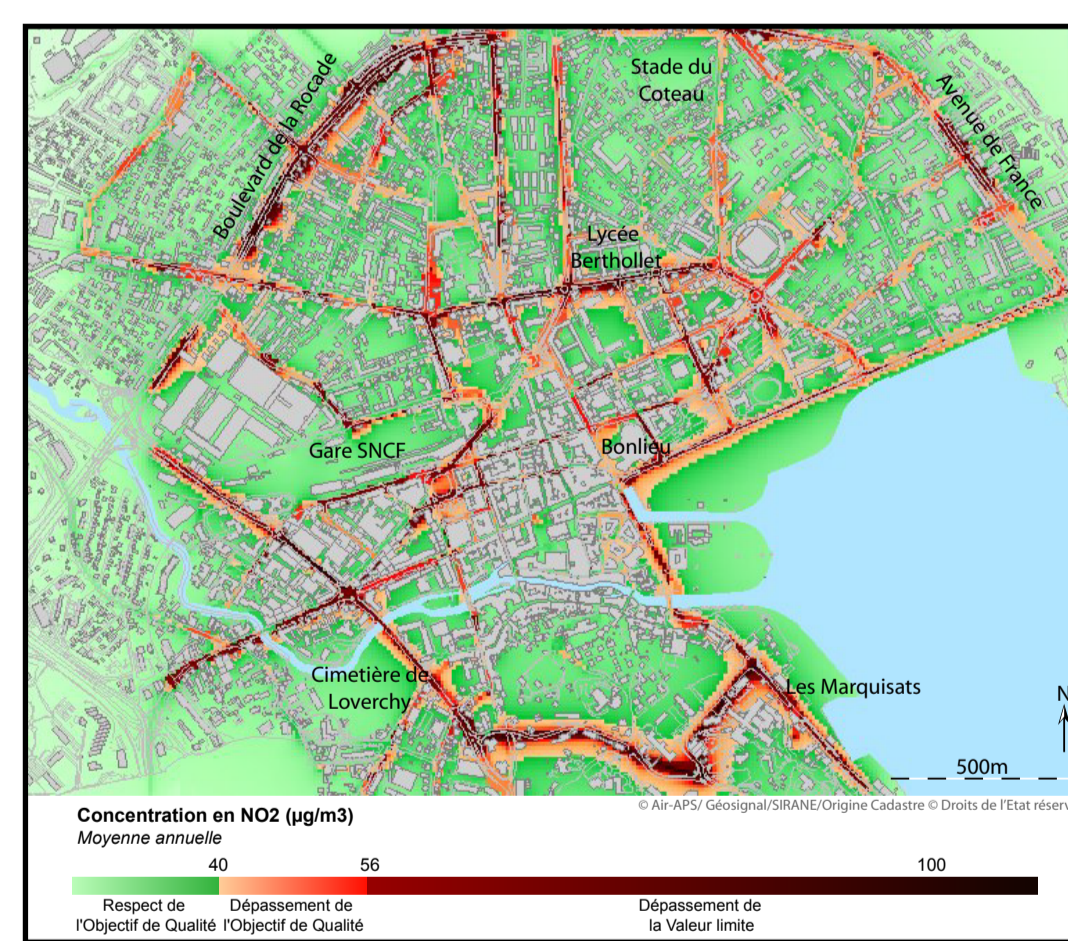 Stade du
Coteau
Boulevard de la Rocade
Avenue de France
Lycée
Berthollet
Gare SNCF
Bonlieu
Cimetière de
Loverchy
Les Marquisats
N
500m
© Air-APS/ Géosignal/SIRANE/Origine Cadastre © Droits de l'Etat réserv
Concentration en NO2 (µg/m3)
Moyenne annuelle
40 56 100
Respect de
l'Objectif de Qualité
Dépassement de
l'Objectif de Qualité
Dépassement de
la Valeur limite